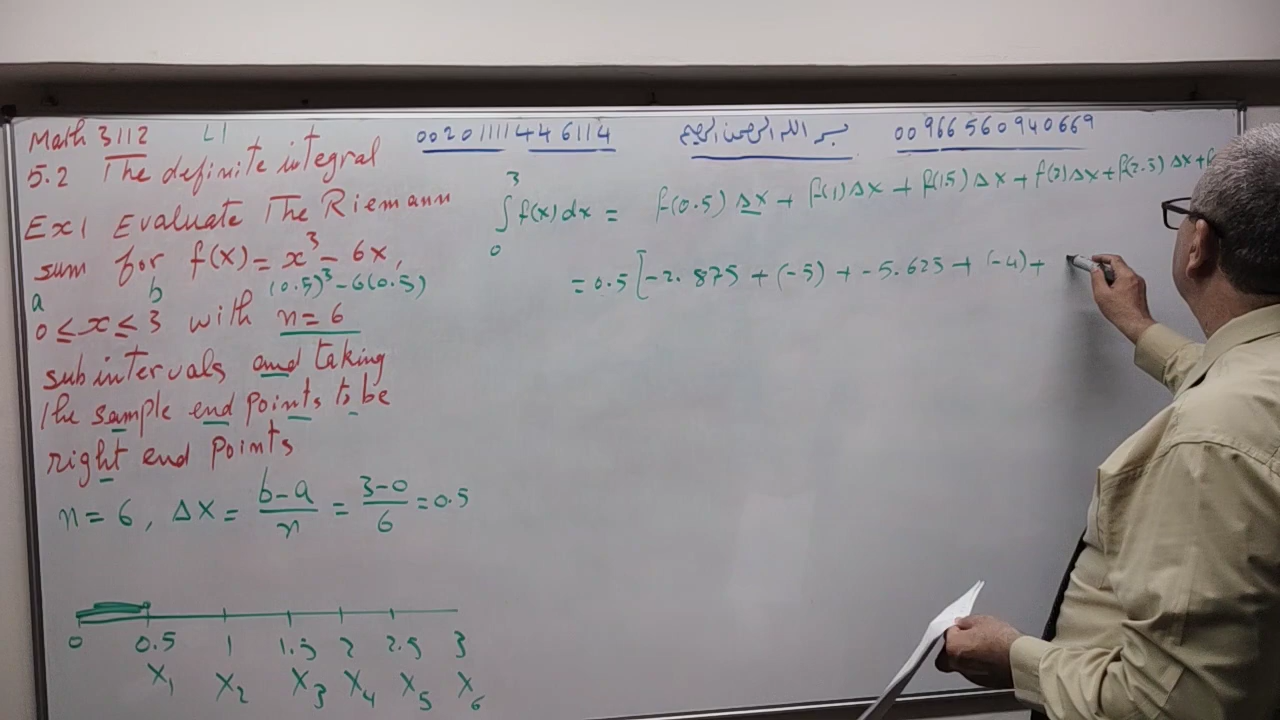 Math 3112 L1
5.2 The definite integral
Ex1 Evaluate The Riemann
sum for f(x) = x³ - 6x,
(0.5)³ - 6(0.5)
a b
0 ≤ x ≤ 3 with n = 6
subintervals and taking
the sample end points to be
right end points
n = 6, Δx = b-a/n = 3-0/6 = 0.5
0 0.5 1 1.5 2 2.5 3
X₁ X₂ X₃ X₄ X₅ X₆
00201111446114
بسم الله الرحمن الرحيم
00966560940669
∫₀³ f(x) dx = f(0.5) Δx + f(1) Δx + f(1.5) Δx + f(2) Δx + f(2.5) Δx + f
= 0.5 [-2.875 + (-5) + -5.625 + (-4) +